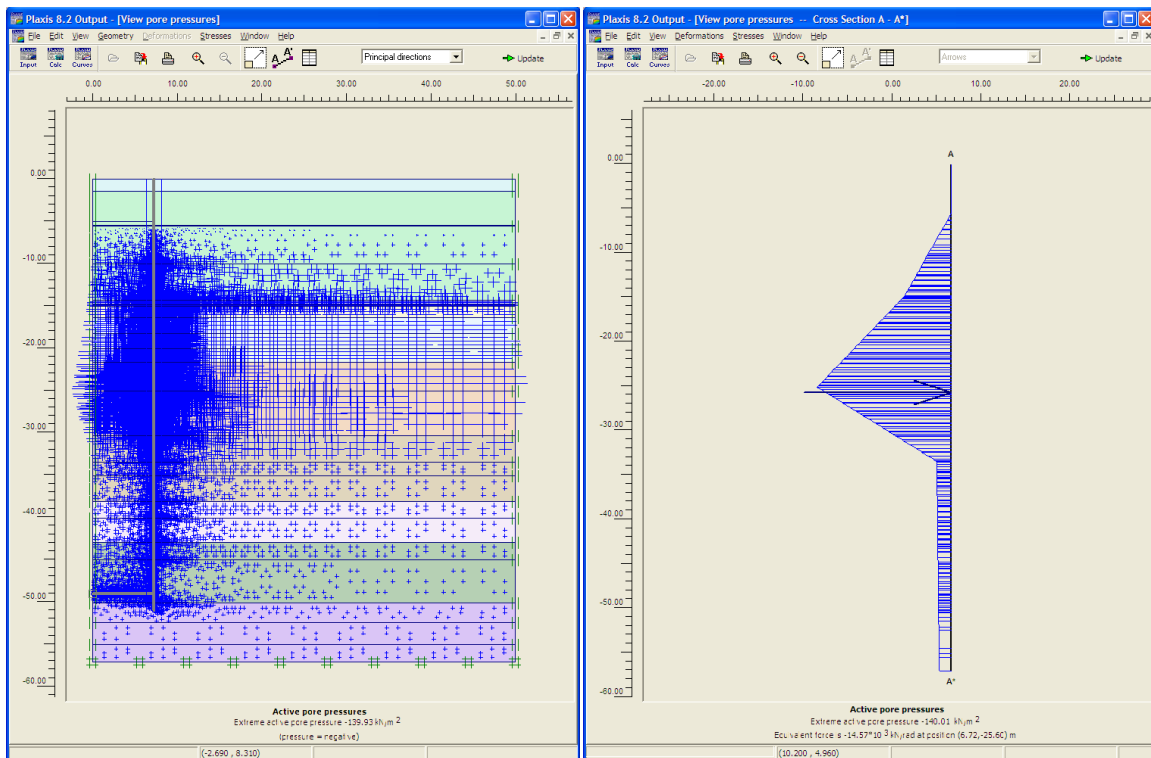 Plaxis 8.2 Output - [View pore pressures]
File Edit View Geometry Deformations Stresses Window Help
Input Calc Curves Principal directions Update
0.00 10.00 20.00 30.00 40.00 50.00
0.00
-10.00
-20.00
-30.00
-40.00
-50.00
-60.00
Active pore pressures
Extreme active pore pressure -139.93 kN/m 2
(pressure = negative)
(-2.690 , 8.310)
Plaxis 8.2 Output - [View pore pressures -- Cross Section A - A*]
File Edit View Deformations Stresses Window Help
Input Calc Curves Arrows Update
-20.00 -10.00 0.00 10.00 20.00
0.00
-10.00
-20.00
-30.00
-40.00
-50.00
-60.00
A
A*
Active pore pressures
Extreme active pore pressure -140.01 kN/m 2
Equivalent force is -14.57*10 3 kN/rad at position (6.72,-25.60) m
(10.200 , 4.960)